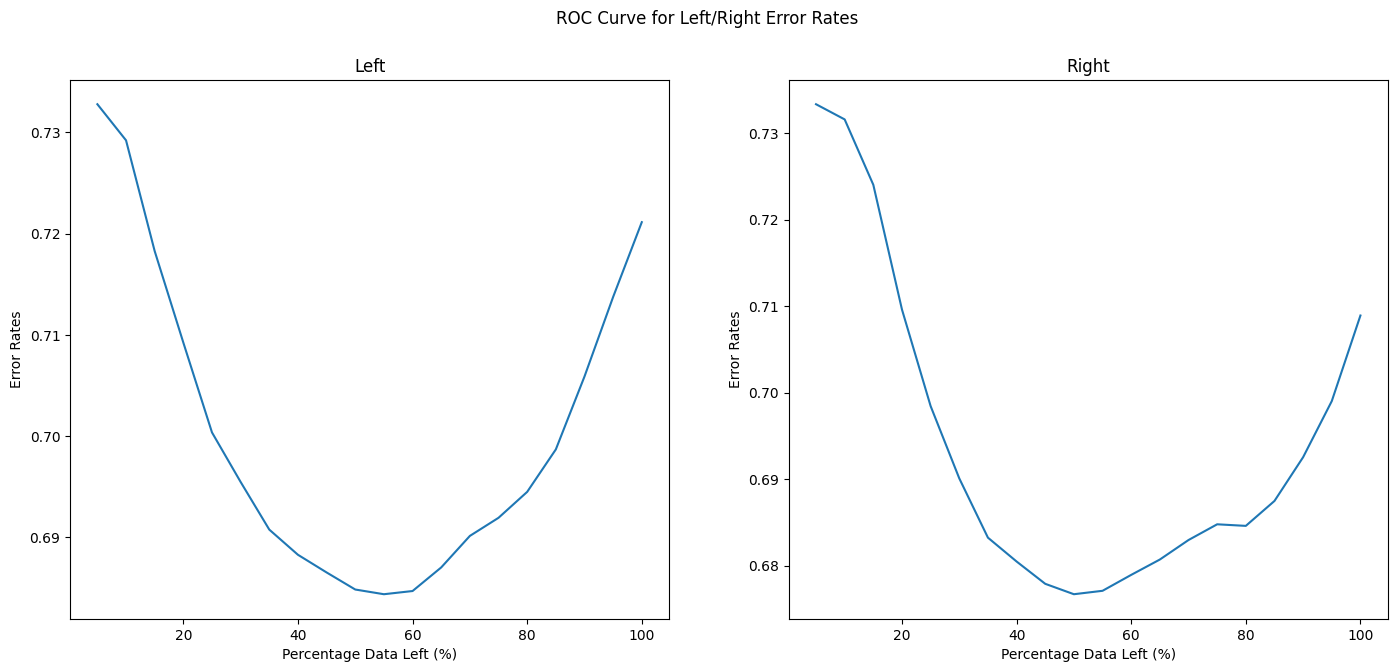 ROC Curve for Left/Right Error Rates
Left
Error Rates
0.73
0.72
0.71
0.70
0.69
20 40 60 80 100
Percentage Data Left (%)
Right
Error Rates
0.73
0.72
0.71
0.70
0.69
0.68
20 40 60 80 100
Percentage Data Left (%)